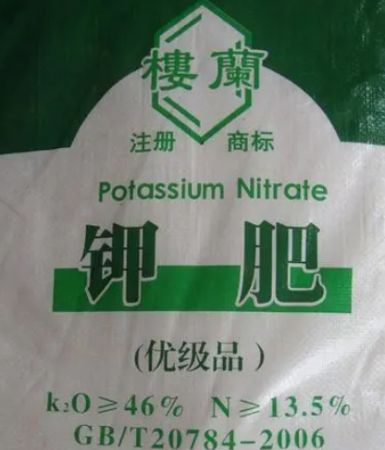 樓蘭
注册 商标
Potassium Nitrate
钾肥
(优级品)
k₂O≥46% N≥13.5%
GB/T20784-2006